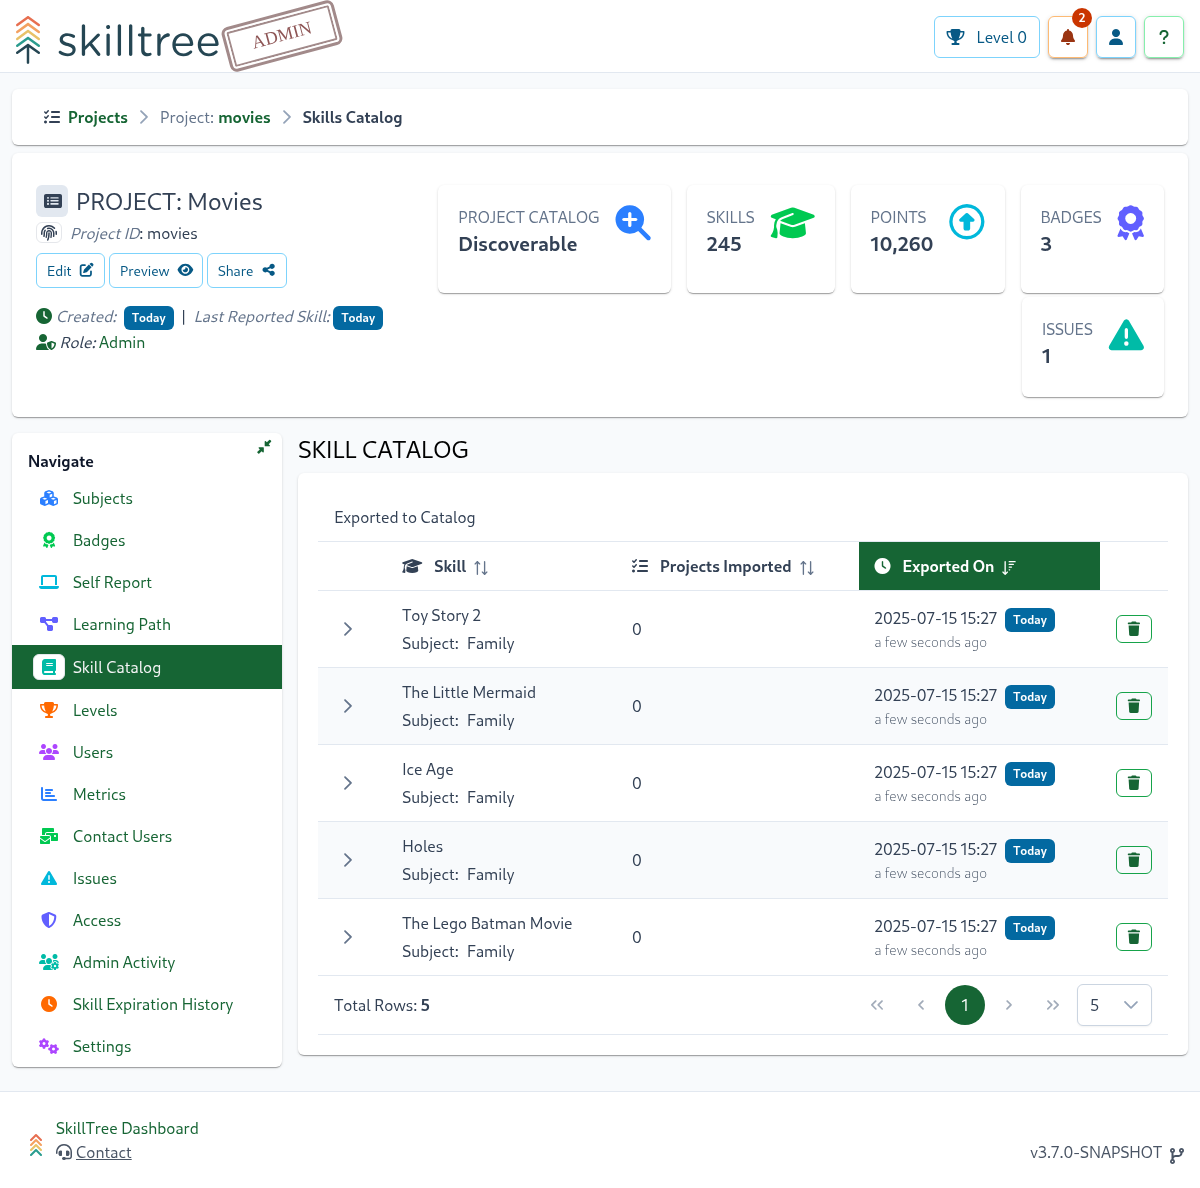 skilltree
ADMIN
Level 0
2
?
Projects > Project: movies > Skills Catalog
PROJECT: Movies
Project ID: movies
Edit
Preview
Share
Created: Today | Last Reported Skill: Today
Role: Admin
PROJECT CATALOG
Discoverable
SKILLS
245
POINTS
10,260
BADGES
3
ISSUES
1
Navigate
Subjects
Badges
Self Report
Learning Path
Skill Catalog
Levels
Users
Metrics
Contact Users
Issues
Access
Admin Activity
Skill Expiration History
Settings
SKILL CATALOG
Exported to Catalog
Skill Projects Imported Exported On
Toy Story 2
Subject: Family
0
2025-07-15 15:27 Today
a few seconds ago
The Little Mermaid
Subject: Family
0
2025-07-15 15:27 Today
a few seconds ago
Ice Age
Subject: Family
0
2025-07-15 15:27 Today
a few seconds ago
Holes
Subject: Family
0
2025-07-15 15:27 Today
a few seconds ago
The Lego Batman Movie
Subject: Family
0
2025-07-15 15:27 Today
a few seconds ago
Total Rows: 5
1
5
SkillTree Dashboard
Contact
v3.7.0-SNAPSHOT